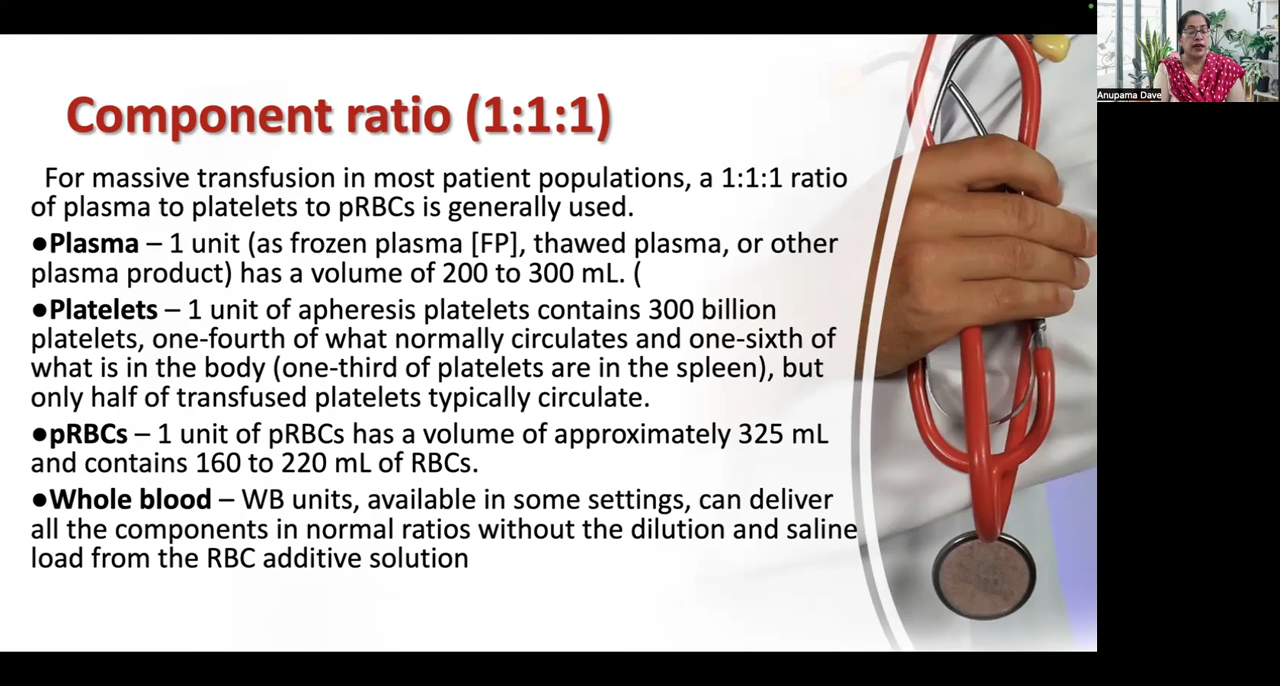 Component ratio (1:1:1)
For massive transfusion in most patient populations, a 1:1:1 ratio
of plasma to platelets to pRBCs is generally used.
●Plasma – 1 unit (as frozen plasma [FP], thawed plasma, or other
plasma product) has a volume of 200 to 300 mL. (
●Platelets – 1 unit of apheresis platelets contains 300 billion
platelets, one-fourth of what normally circulates and one-sixth of
what is in the body (one-third of platelets are in the spleen), but
only half of transfused platelets typically circulate.
●pRBCs – 1 unit of pRBCs has a volume of approximately 325 mL
and contains 160 to 220 mL of RBCs.
●Whole blood – WB units, available in some settings, can deliver
all the components in normal ratios without the dilution and saline
load from the RBC additive solution
Anupama Dave